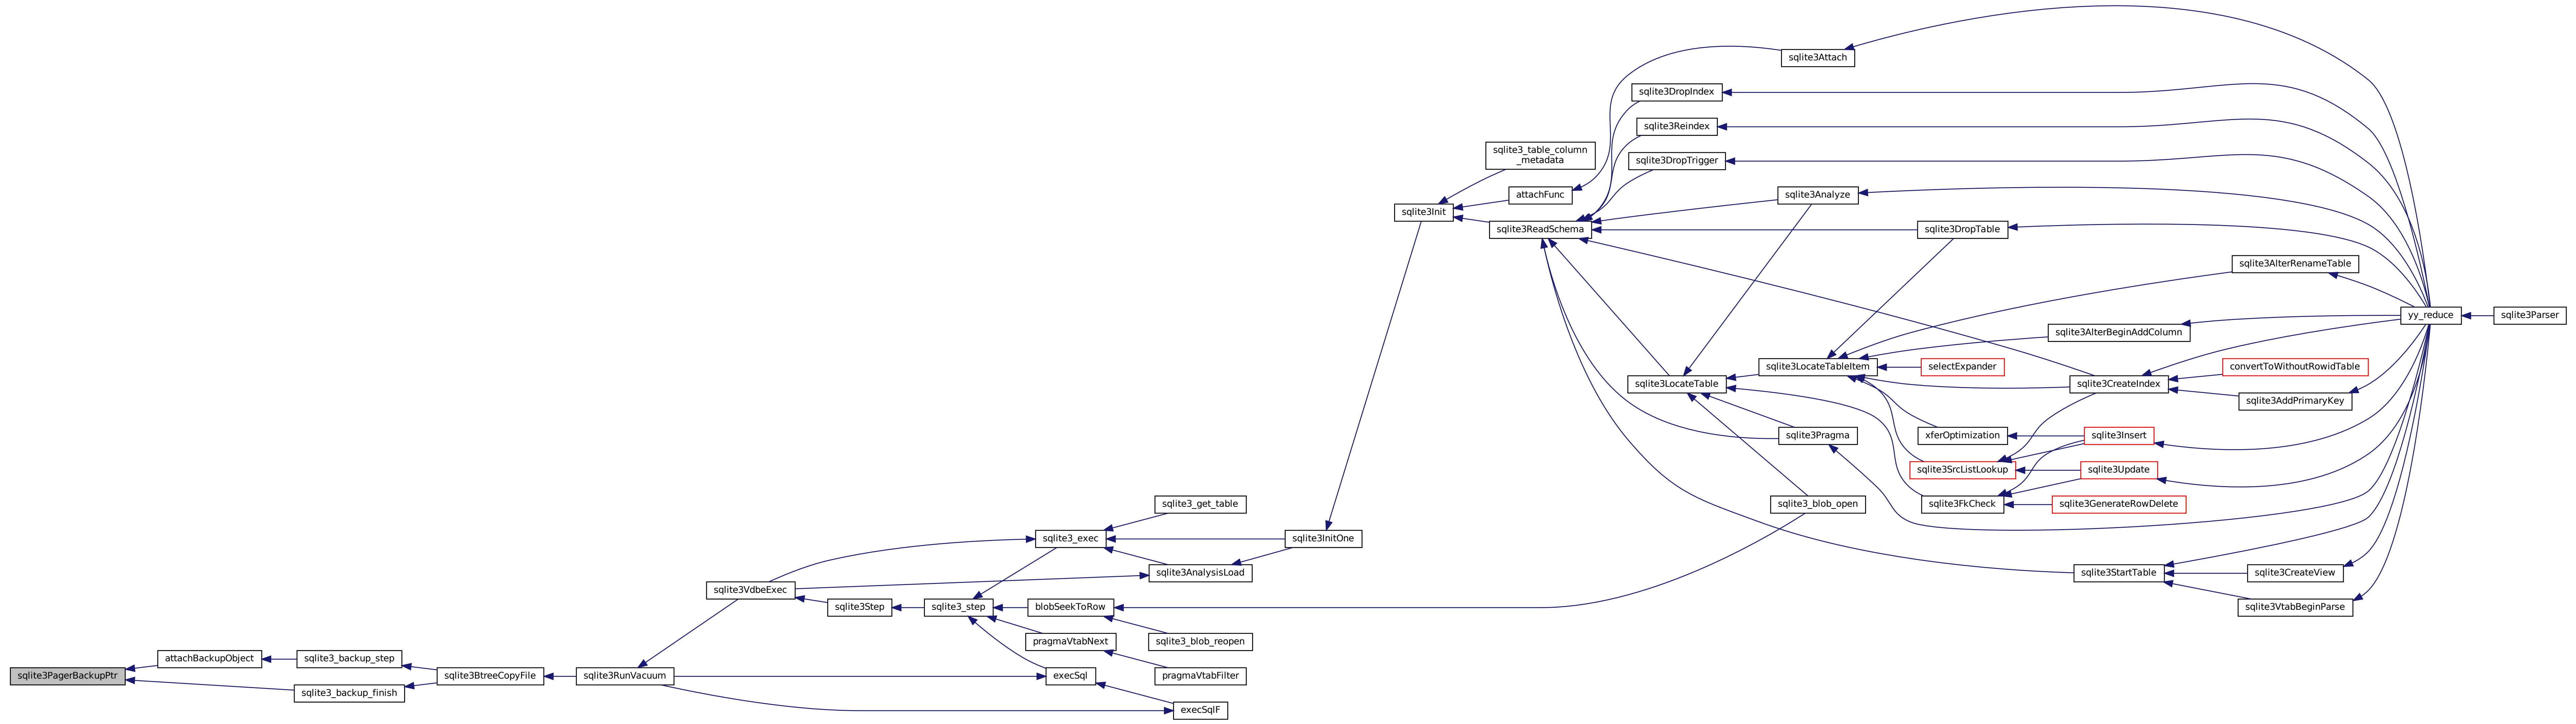 sqlite3Attach
sqlite3DropIndex
sqlite3Reindex
sqlite3_table_column
_metadata
sqlite3DropTrigger
attachFunc
sqlite3Analyze
sqlite3Init
sqlite3ReadSchema
sqlite3DropTable
sqlite3AlterRenameTable
yy_reduce
sqlite3Parser
sqlite3AlterBeginAddColumn
sqlite3LocateTableItem
selectExpander
convertToWithoutRowidTable
sqlite3LocateTable
sqlite3CreateIndex
sqlite3AddPrimaryKey
sqlite3Pragma
xferOptimization
sqlite3Insert
sqlite3SrcListLookup
sqlite3Update
sqlite3_get_table
sqlite3_blob_open
sqlite3FkCheck
sqlite3GenerateRowDelete
sqlite3_exec
sqlite3InitOne
sqlite3AnalysisLoad
sqlite3StartTable
sqlite3CreateView
sqlite3VdbeExec
sqlite3Step
sqlite3_step
blobSeekToRow
sqlite3VtabBeginParse
pragmaVtabNext
sqlite3_blob_reopen
attachBackupObject
sqlite3_backup_step
sqlite3PagerBackupPtr
sqlite3BtreeCopyFile
sqlite3RunVacuum
execSql
pragmaVtabFilter
sqlite3_backup_finish
execSqlF